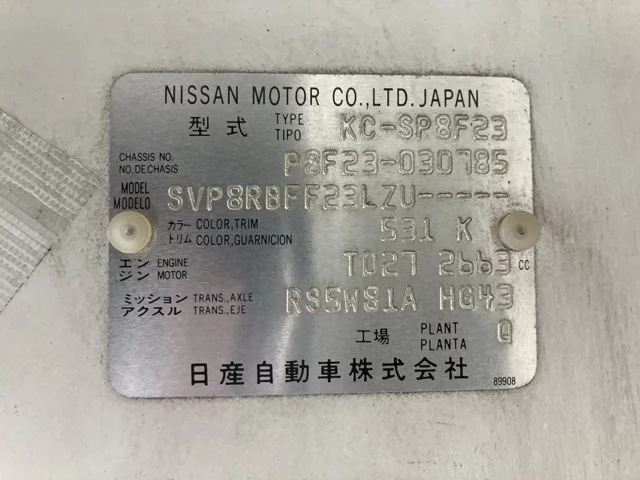 NISSAN MOTOR CO.,LTD. JAPAN
型式 TYPE TIPO KC-SP8F23
CHASSIS NO. NO. DE CHASIS P8F23-030785
MODEL MODELO SVP8RBFF23LZU-----
カラー トリム COLOR,TRIM COLOR,GUARNICION 531 K
エンジン ENGINE MOTOR TD27 2663 cc
ミッション アクスル TRANS.,AXLE TRANS.,EJE RS5W81A HG43
工場 PLANT PLANTA Q
日産自動車株式会社
89908